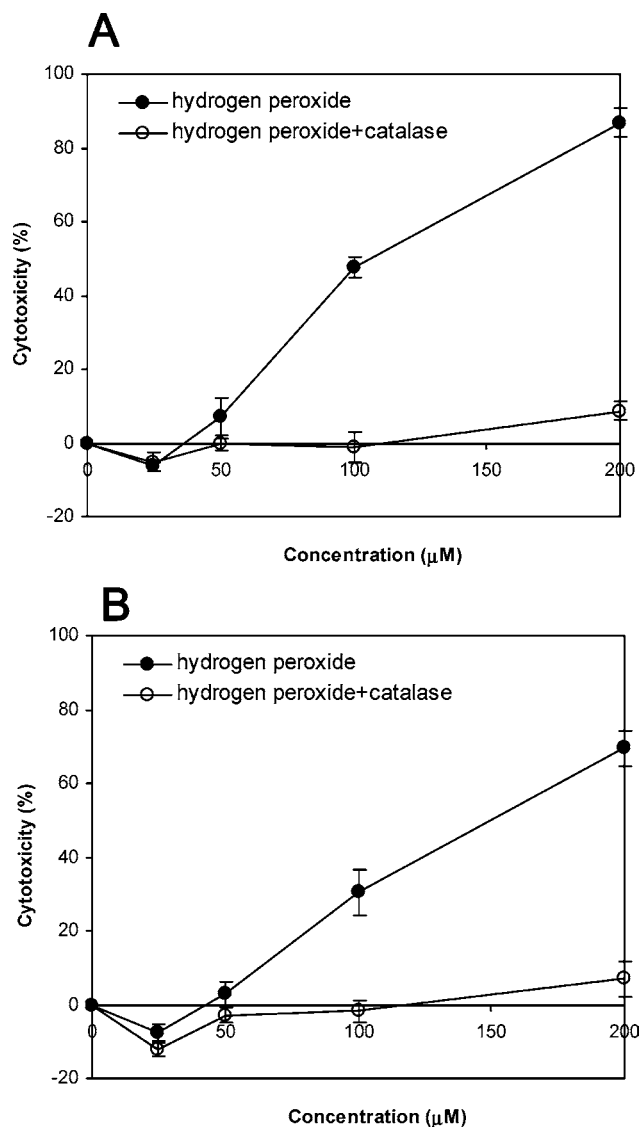 A
100
hydrogen peroxide
hydrogen peroxide+catalase
80
60
40
20
0
-20
Cytotoxicity (%)
0
50
100
150
200
Concentration (μM)
B
100
hydrogen peroxide
hydrogen peroxide+catalase
80
60
40
20
0
-20
Cytotoxicity (%)
0
50
100
150
200
Concentration (μM)